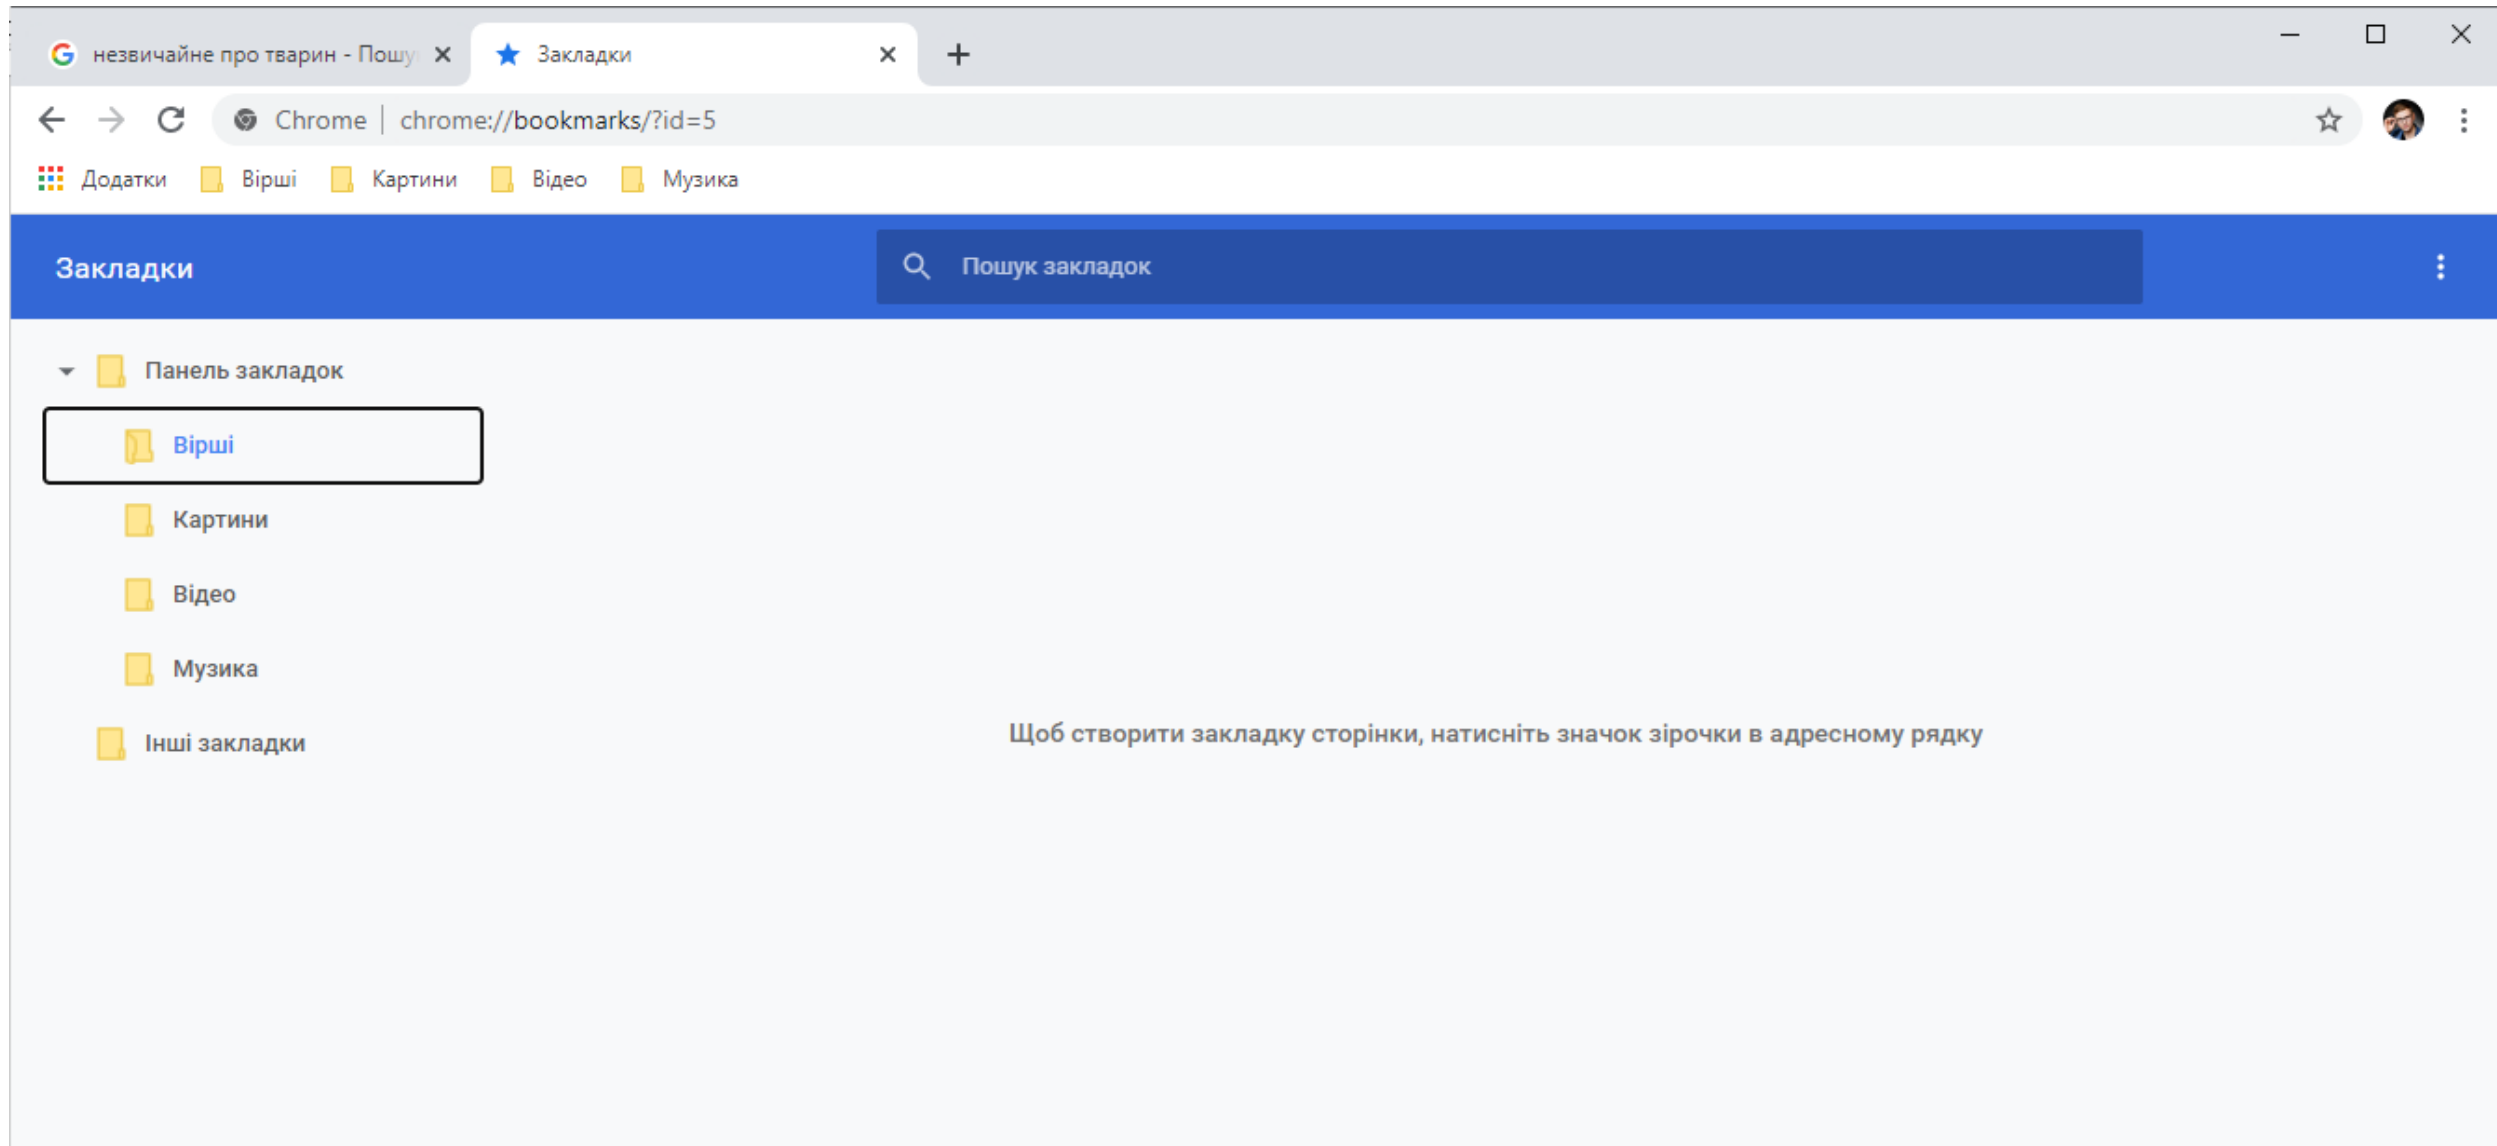 незвичайне про тварин - Пошу
Закладки
Chrome | chrome://bookmarks/?id=5
Додатки Вірші Картини Відео Музика
Закладки Пошук закладок
Панель закладок
Вірші
Картини
Відео
Музика
Інші закладки
Щоб створити закладку сторінки, натисніть значок зірочки в адресному рядку